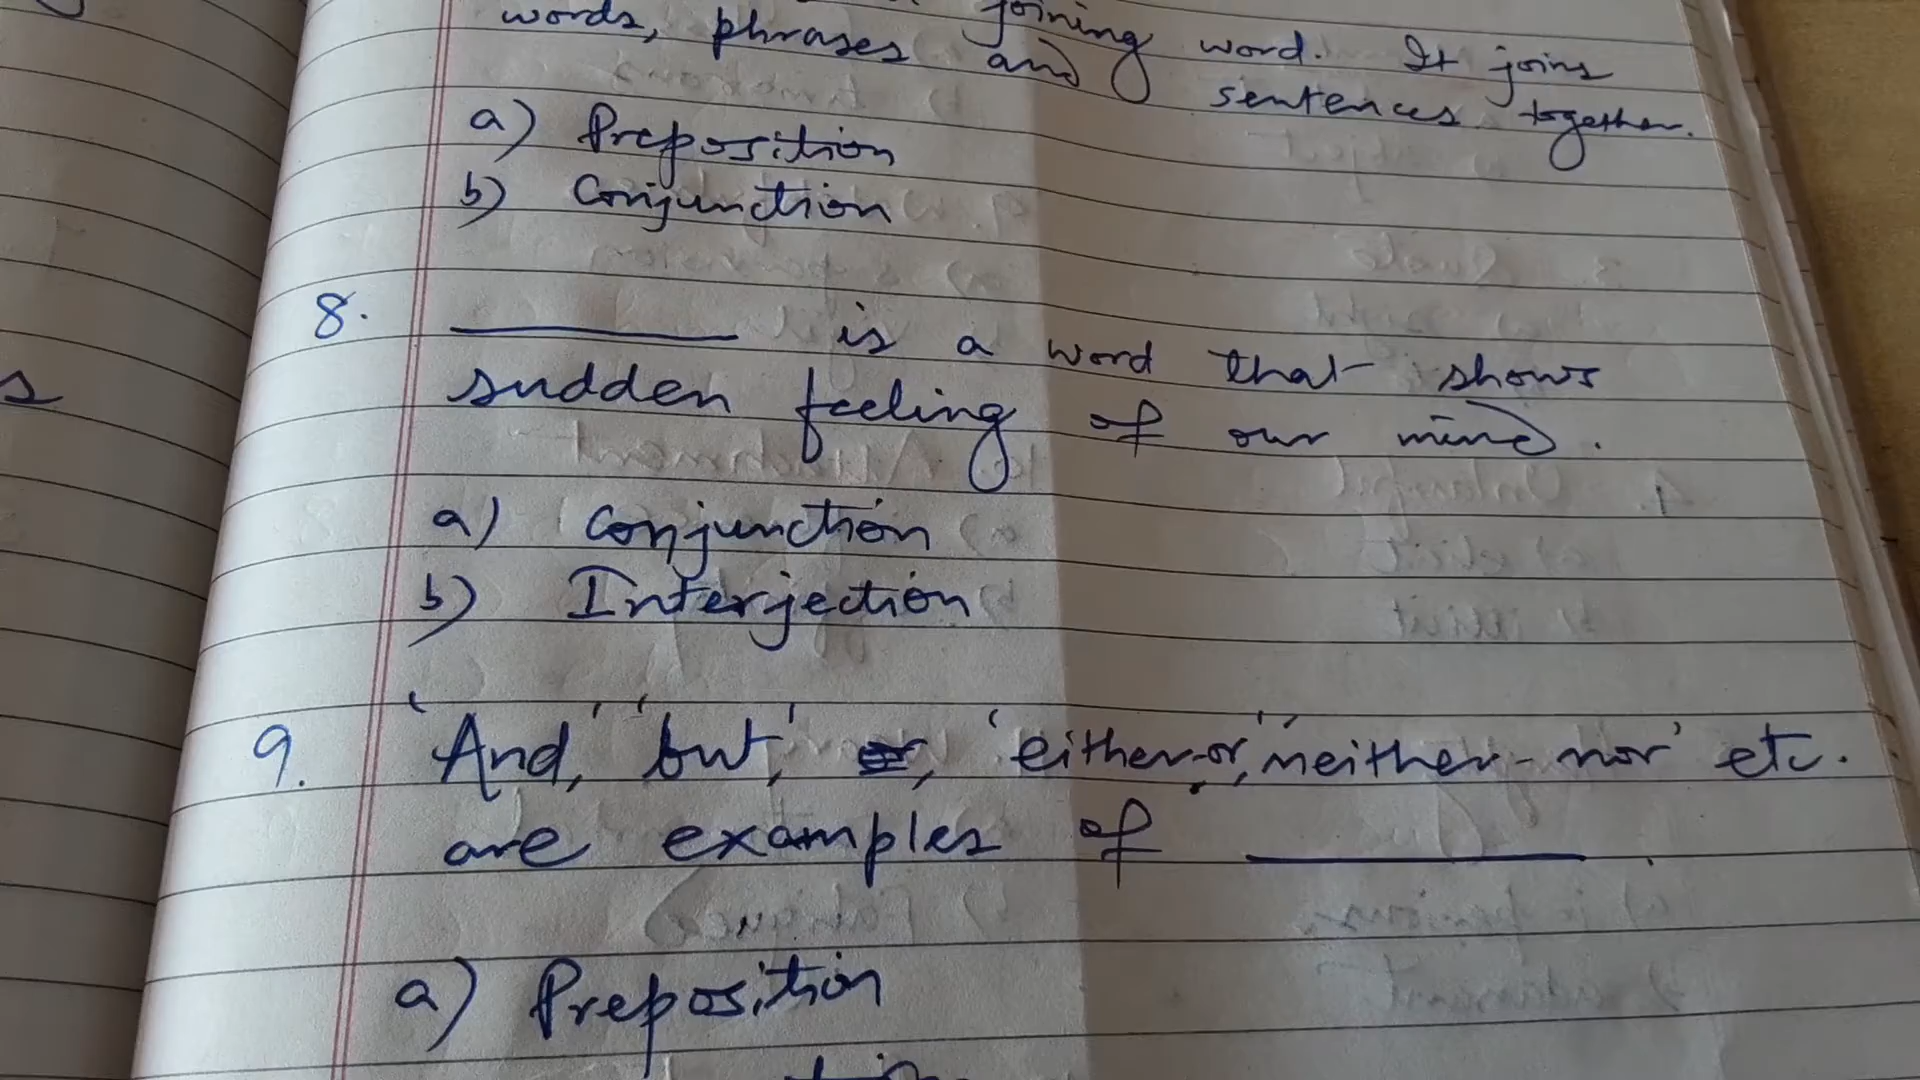 joining word. It joins
words, phrases and sentences together.
a) Preposition
b) Conjunction
8. ______ is a word that shows
sudden feeling of our mind.
a) Conjunction
b) Interjection
9. 'And,' 'but,' 'either-or,' 'neither-nor' etc.
are examples of ______.
a) Preposition